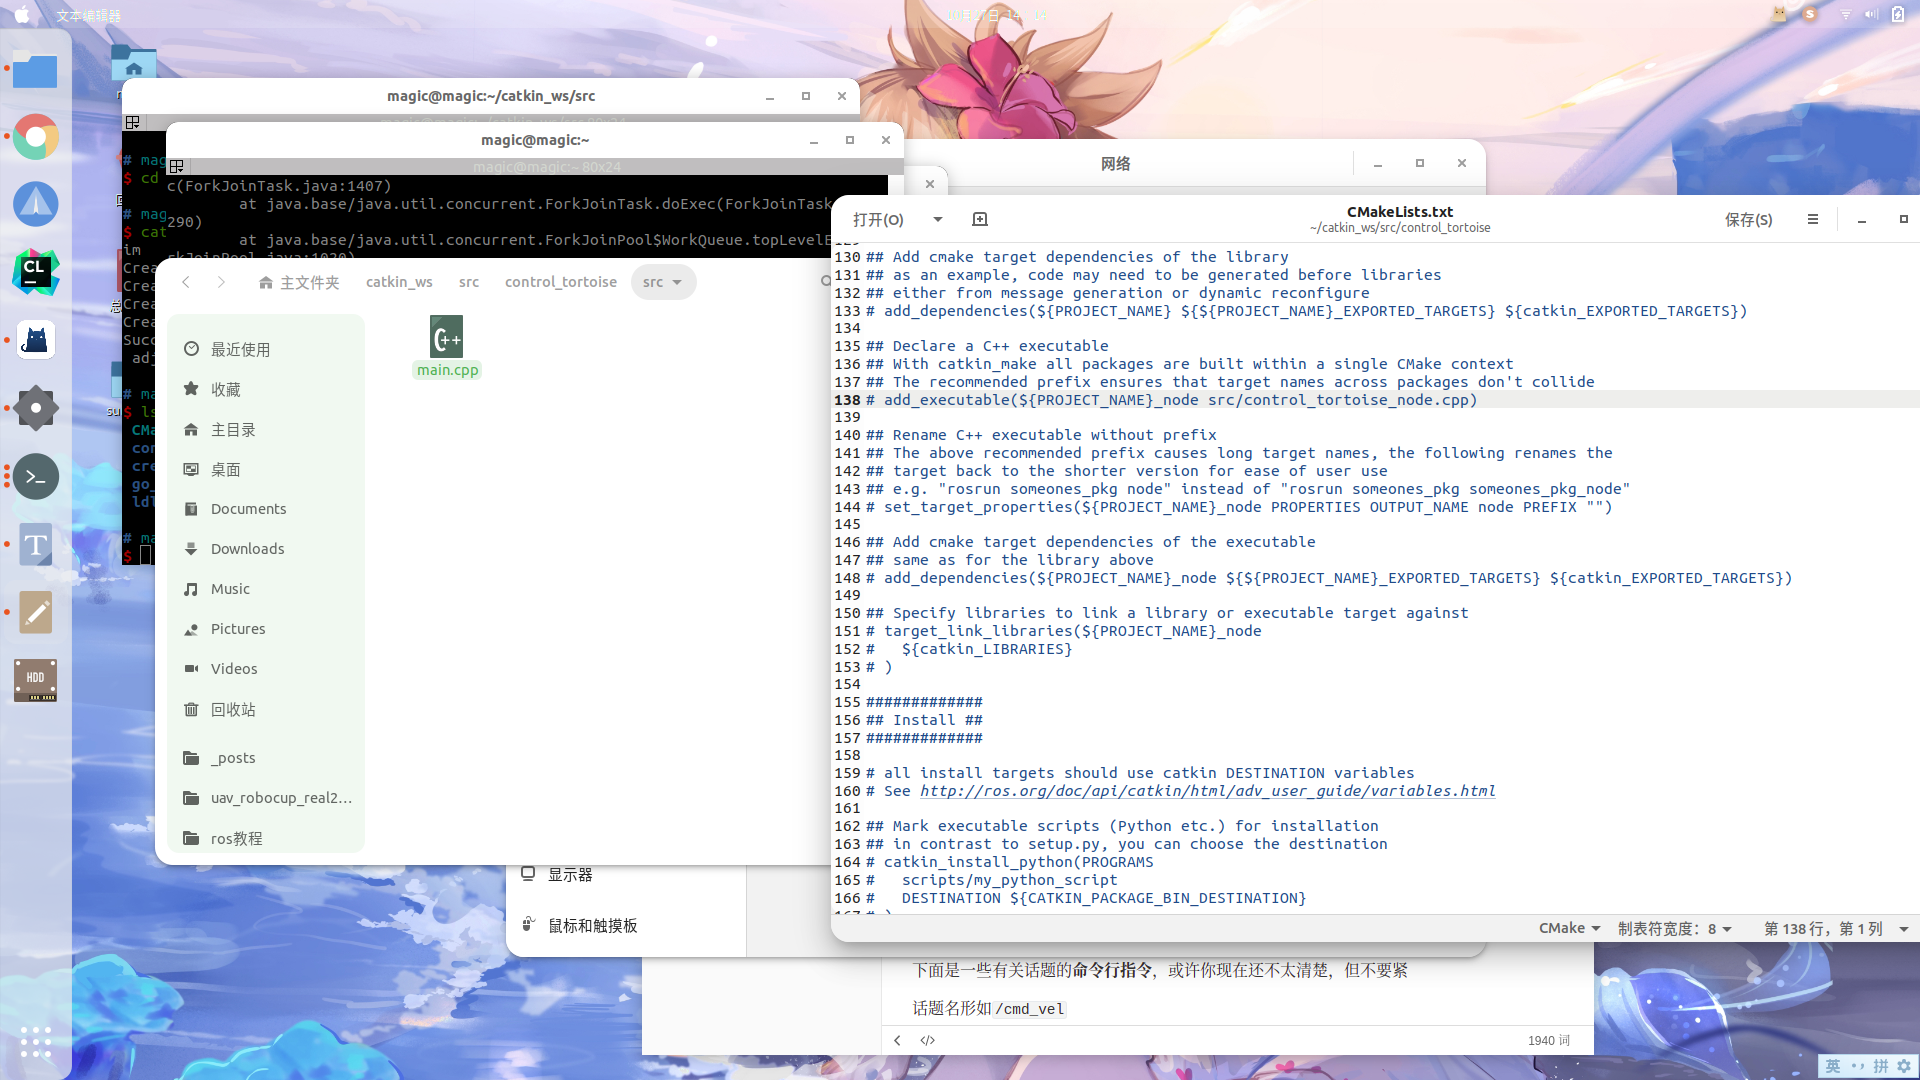 文本编辑器
magic@magic:~/catkin_ws/src
magic@magic:~
magic@magic:~ 80x24
# mag
$ cd
# mag
$ cat
im
Crea
Crea
Crea
Crea
Succ
adj
# ma
$ ls
CMa
con
cre
go_
ldl
# ma
$
c(ForkJoinTask.java:1407)
at java.base/java.util.concurrent.ForkJoinTask.doExec(ForkJoinTask
290)
at java.base/java.util.concurrent.ForkJoinPool$WorkQueue.topLevelE
rkJoinPool.java:1020)
网络
主文件夹 catkin_ws src control_tortoise src
最近使用
收藏
主目录
桌面
Documents
Downloads
Music
Pictures
Videos
回收站
_posts
uav_robocup_real2...
ros教程
main.cpp
打开(O)
CMakeLists.txt
~/catkin_ws/src/control_tortoise
保存(S)
130 ## Add cmake target dependencies of the library
131 ## as an example, code may need to be generated before libraries
132 ## either from message generation or dynamic reconfigure
133 # add_dependencies(${PROJECT_NAME} ${${PROJECT_NAME}_EXPORTED_TARGETS} ${catkin_EXPORTED_TARGETS})
134
135 ## Declare a C++ executable
136 ## With catkin_make all packages are built within a single CMake context
137 ## The recommended prefix ensures that target names across packages don't collide
138 # add_executable(${PROJECT_NAME}_node src/control_tortoise_node.cpp)
139
140 ## Rename C++ executable without prefix
141 ## The above recommended prefix causes long target names, the following renames the
142 ## target back to the shorter version for ease of user use
143 ## e.g. "rosrun someones_pkg node" instead of "rosrun someones_pkg someones_pkg_node"
144 # set_target_properties(${PROJECT_NAME}_node PROPERTIES OUTPUT_NAME node PREFIX "")
145
146 ## Add cmake target dependencies of the executable
147 ## same as for the library above
148 # add_dependencies(${PROJECT_NAME}_node ${${PROJECT_NAME}_EXPORTED_TARGETS} ${catkin_EXPORTED_TARGETS})
149
150 ## Specify libraries to link a library or executable target against
151 # target_link_libraries(${PROJECT_NAME}_node
152 #   ${catkin_LIBRARIES}
153 # )
154
155 #############
156 ## Install ##
157 #############
158
159 # all install targets should use catkin DESTINATION variables
160 # See http://ros.org/doc/api/catkin/html/adv_user_guide/variables.html
161
162 ## Mark executable scripts (Python etc.) for installation
163 ## in contrast to setup.py, you can choose the destination
164 # catkin_install_python(PROGRAMS
165 #   scripts/my_python_script
166 #   DESTINATION ${CATKIN_PACKAGE_BIN_DESTINATION}
167 # )
CMake 制表符宽度：8 第 138 行，第 1 列
显示器
鼠标和触摸板
下面是一些有关话题的命令行指令，或许你现在还不太清楚，但不要紧
话题名形如 /cmd_vel
1940 词
CL
T
HDD
英 拼